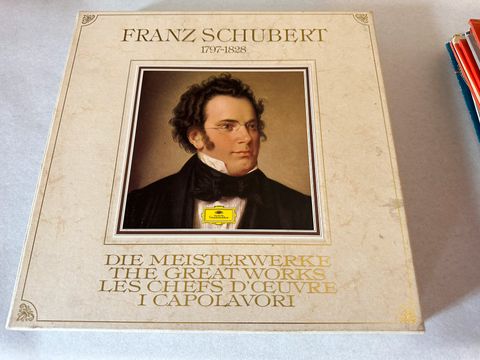 FRANZ SCHUBERT
1797-1828
DIE MEISTERWERKE
THE GREAT WORKS
LES CHEFS D'ŒUVRE
I CAPOLAVORI